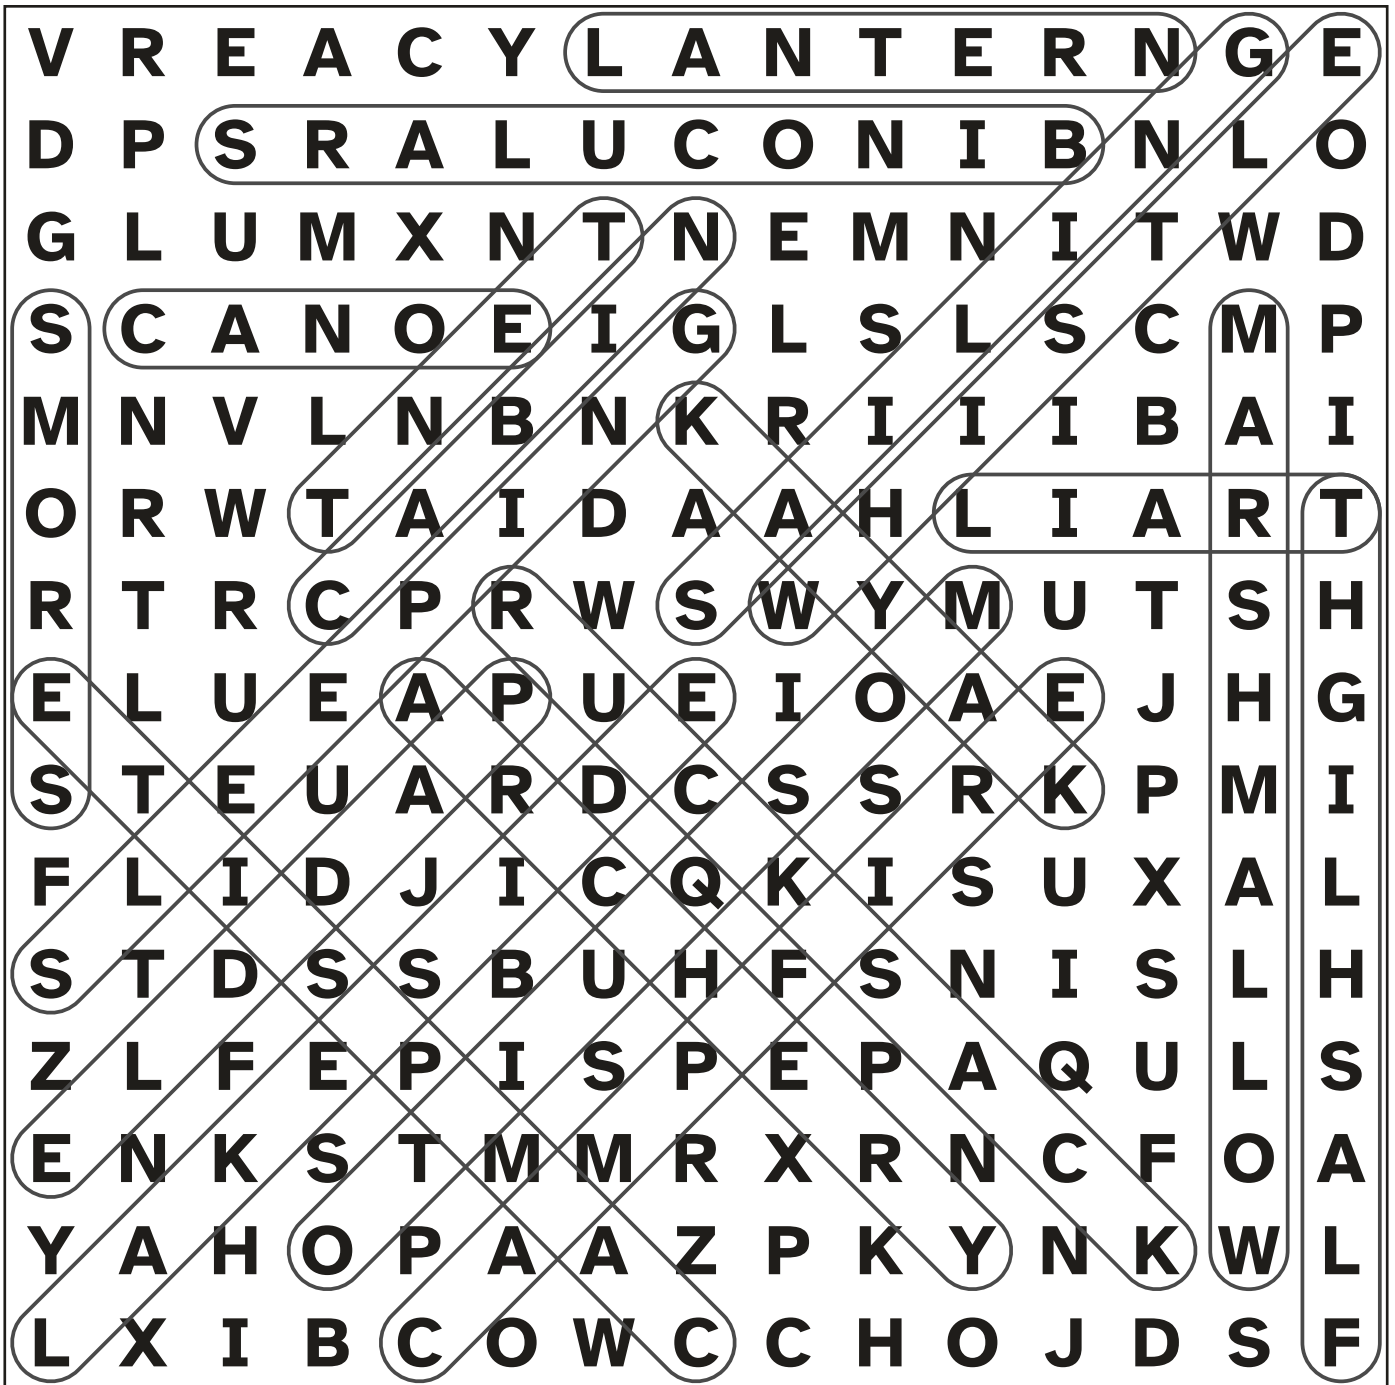 V R E A C Y L A N T E R N G E
D P S R A L U C O N I B N L O
G L U M X N T N E M N I T W D
S C A N O E I G L S L S C M P
M N V L N B N K R I I I B A I
O R W T A I D A A H L I A R T
R T R C P R W S W Y M U T S H
E L U E A P U E I O A E J H G
S T E U A R D C S S R K P M I
F L I D J I C Q K I S U X A L
S T D S S B U H F S N I S L H
Z L F E P I S P E P A Q U L S
E N K S T M M R X R N C F O A
Y A H O P A A Z P K Y N K W L
L X I B C O W C C H O J D S F